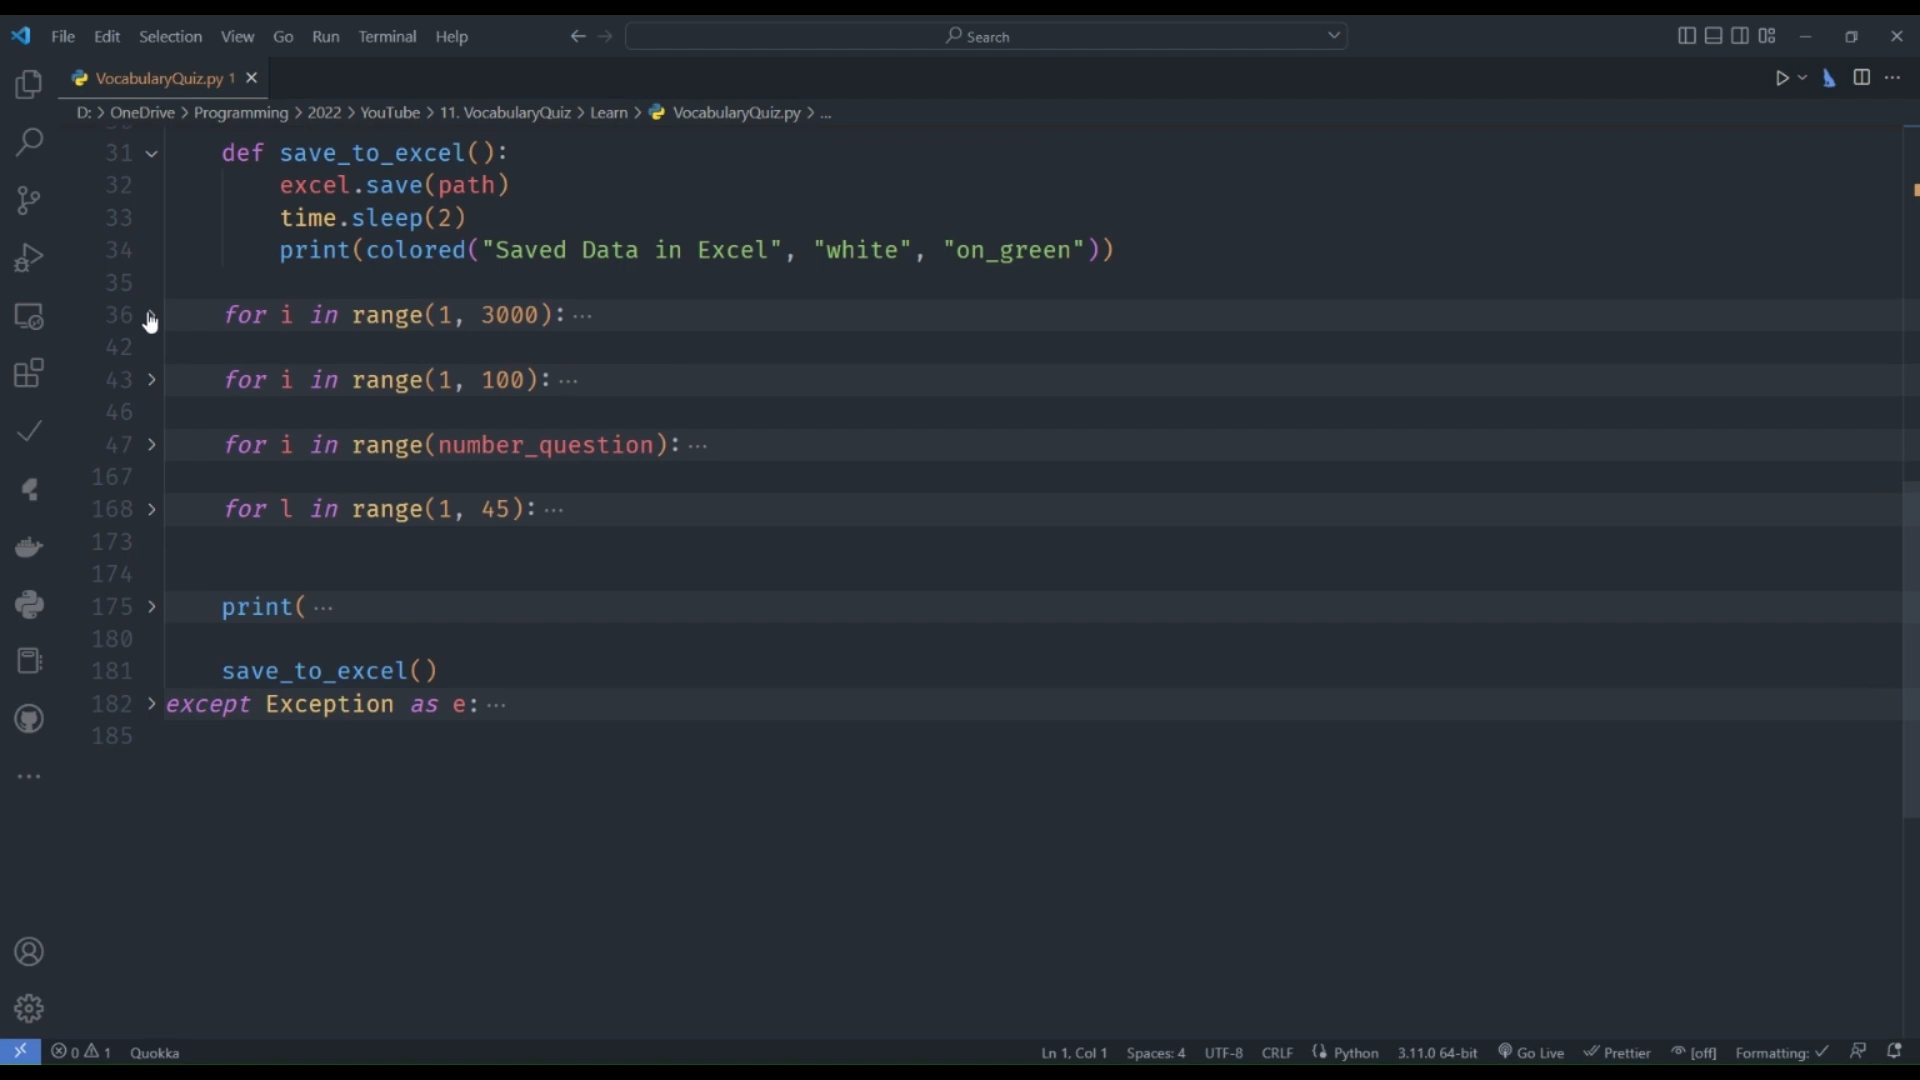 File Edit Selection View Go Run Terminal Help Search
VocabularyQuiz.py 1
D: > OneDrive > Programming > 2022 > YouTube > 11. VocabularyQuiz > Learn > VocabularyQuiz.py > ...
31 def save_to_excel():
32 excel.save(path)
33 time.sleep(2)
34 print(colored("Saved Data in Excel", "white", "on_green"))
35
36 for i in range(1, 3000): ...
42
43 for i in range(1, 100): ...
46
47 for i in range(number_question): ...
167
168 for l in range(1, 45): ...
173
174
175 print( ...
180
181 save_to_excel()
182 except Exception as e: ...
185
0 1 Quokka Ln 1, Col 1 Spaces: 4 UTF-8 CRLF Python 3.11.0 64-bit Go Live Prettier [off] Formatting: ✓